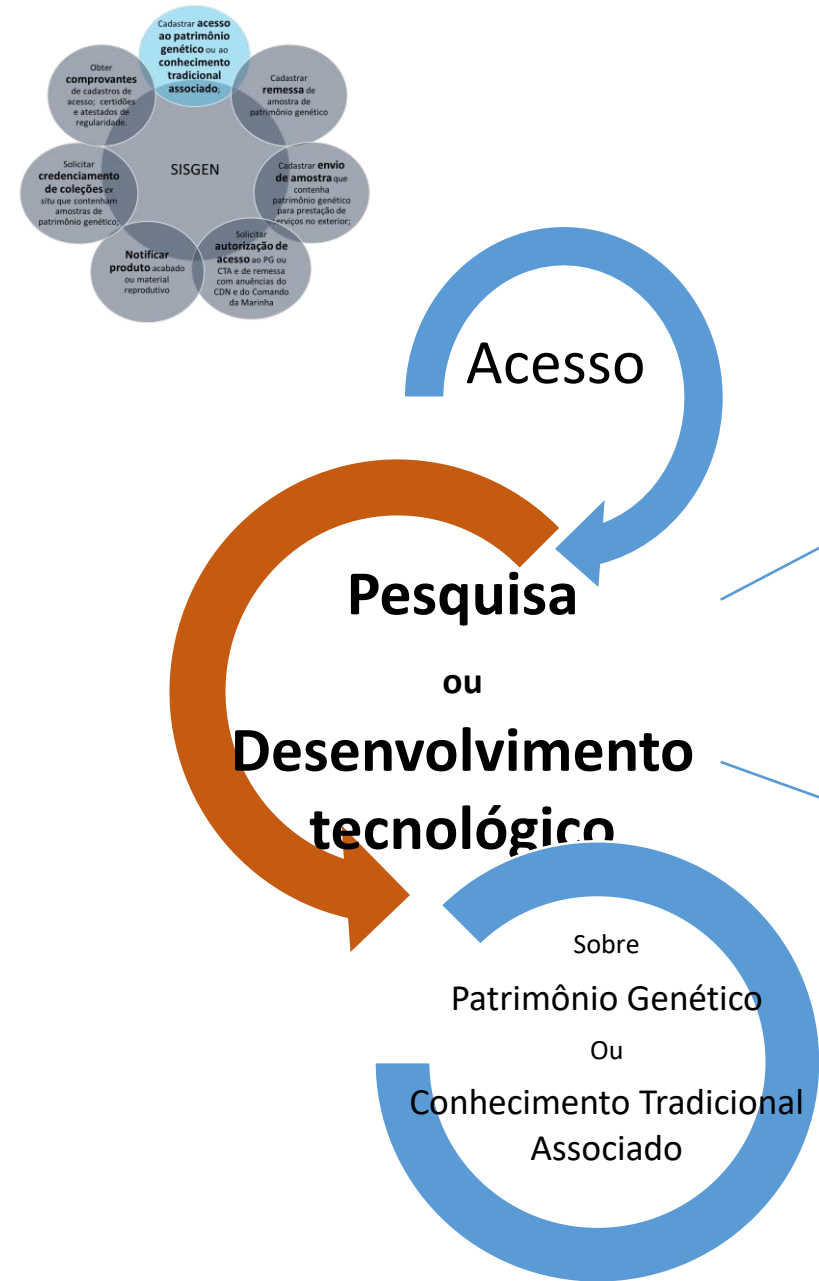 Cadastrar acesso
ao patrimônio
genético ou ao
conhecimento
tradicional
associado;
Cadastrar
remessa de
amostra de
patrimônio genético
Cadastrar envio
de amostra que
contenha
patrimônio genético
para prestação de
serviços no exterior;
Solicitar
autorização de
acesso ao PG ou
CTA e de remessa
com anuências do
CDN e do Comando
da Marinha
Notificar
produto acabado
ou material
reprodutivo
Solicitar
credenciamento
de coleções ex
situ que contenham
amostras de
patrimônio genético;
Obter
comprovantes
de cadastros de
acesso; certidões
e atestados de
regularidade.
SISGEN
Acesso
Pesquisa
ou
Desenvolvimento
tecnológico
Sobre
Patrimônio Genético
Ou
Conhecimento Tradicional
Associado